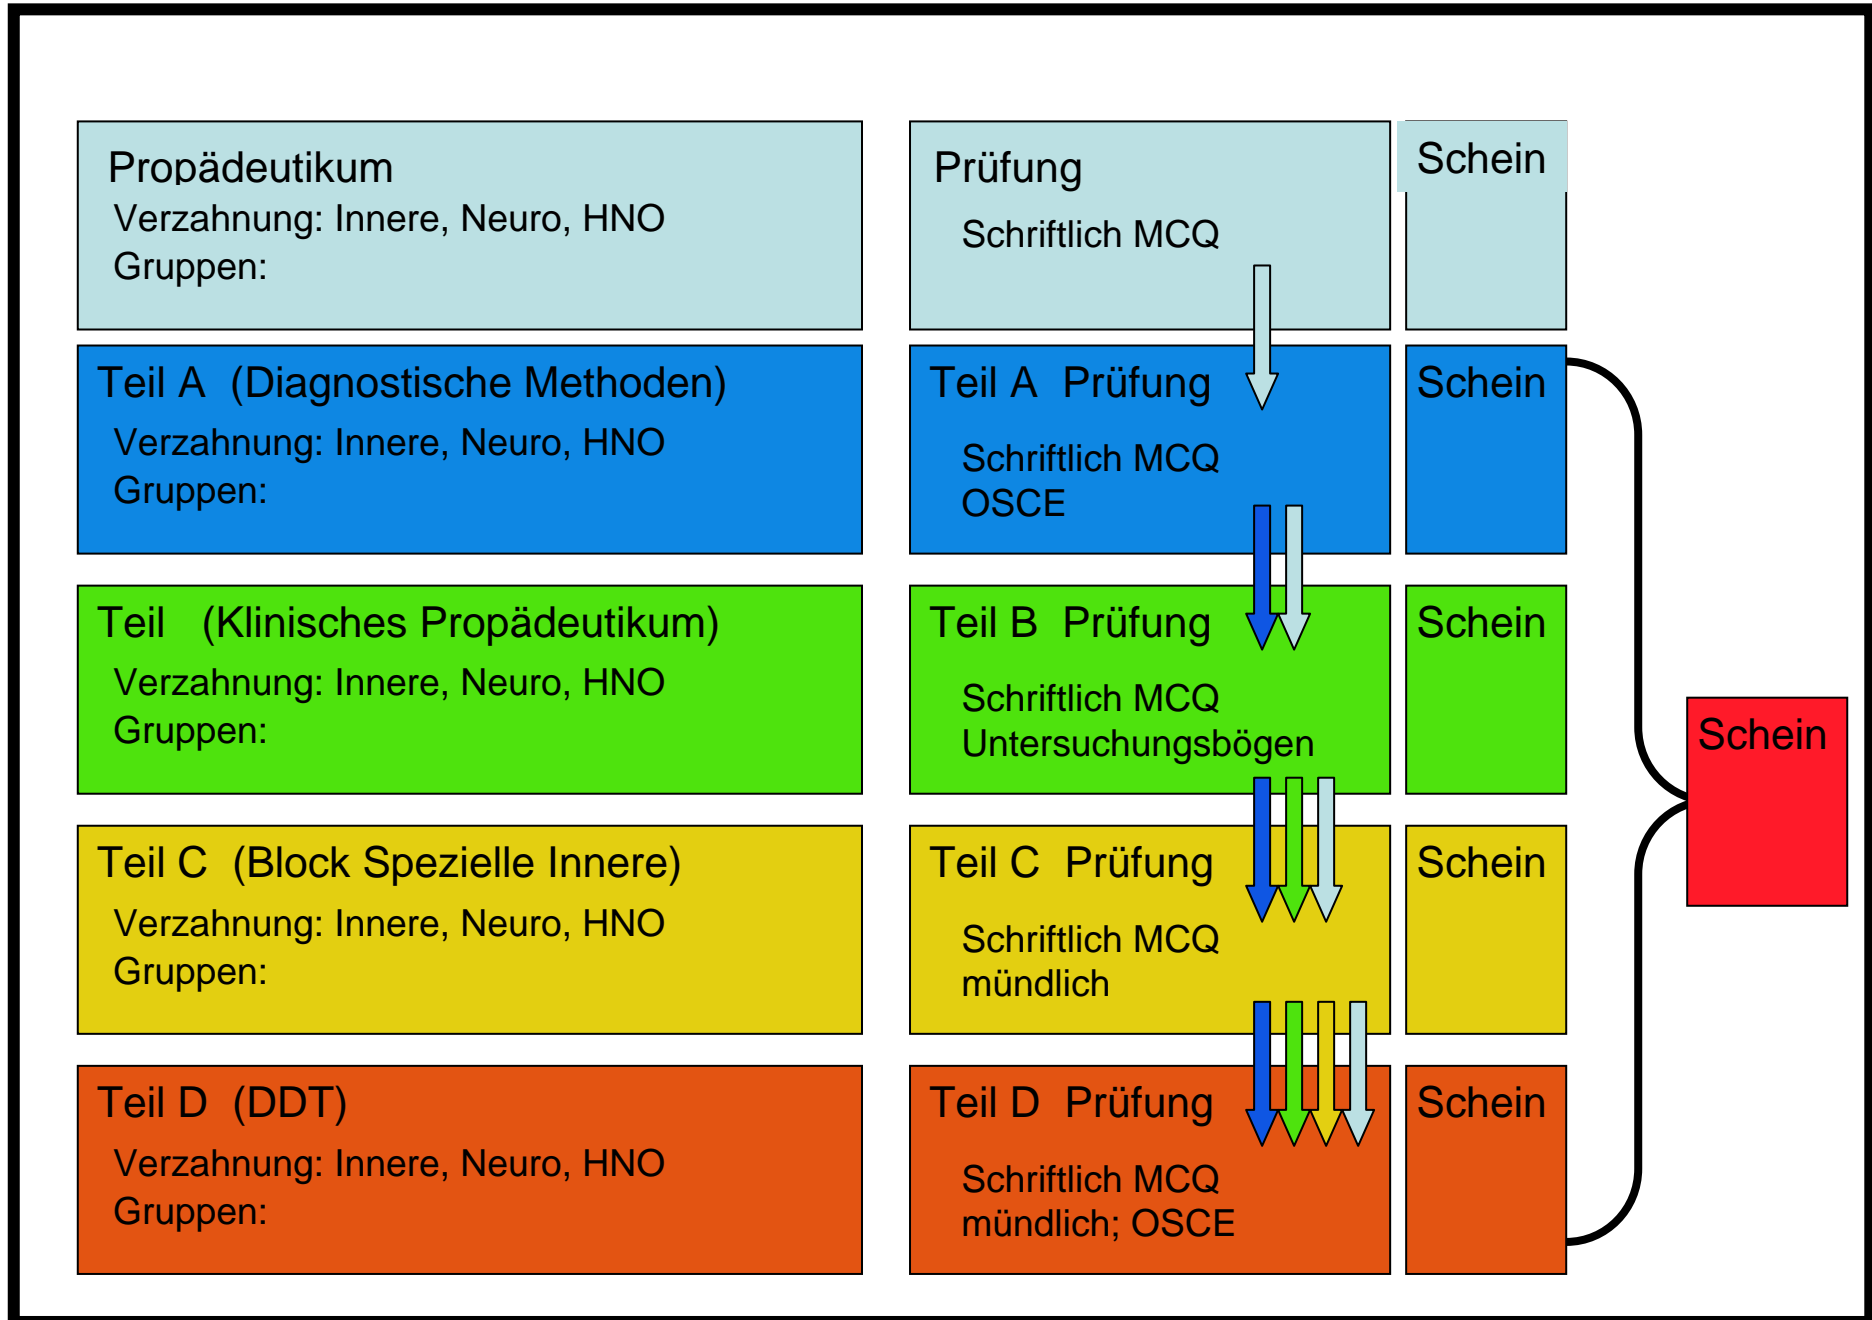 Propädeutikum
Verzahnung: Innere, Neuro, HNO
Gruppen:
Prüfung
Schriftlich MCQ
Schein
Teil A (Diagnostische Methoden)
Verzahnung: Innere, Neuro, HNO
Gruppen:
Teil A Prüfung
Schriftlich MCQ
OSCE
Schein
Teil (Klinisches Propädeutikum)
Verzahnung: Innere, Neuro, HNO
Gruppen:
Teil B Prüfung
Schriftlich MCQ
Untersuchungsbögen
Schein
Schein
Teil C (Block Spezielle Innere)
Verzahnung: Innere, Neuro, HNO
Gruppen:
Teil C Prüfung
Schriftlich MCQ
mündlich
Schein
Teil D (DDT)
Verzahnung: Innere, Neuro, HNO
Gruppen:
Teil D Prüfung
Schriftlich MCQ
mündlich; OSCE
Schein